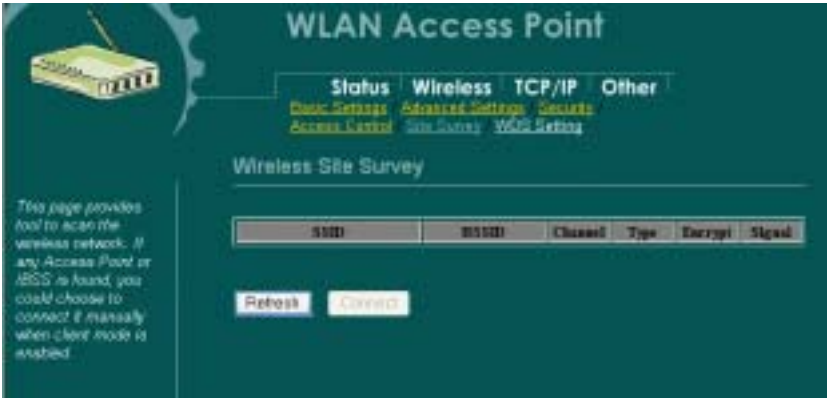 WLAN Access Point
Status Wireless TCP/IP Other
Basic Settings Advanced Settings Security
Access Control Site Survey WDS Setting
Wireless Site Survey
This page provides
tool to scan the
wireless network. If
any Access Point or
IBSS is found, you
could choose to
connect it manually
when client mode is
enabled.
SSID BSSID Channel Type Encrypt Signal
Refresh Connect